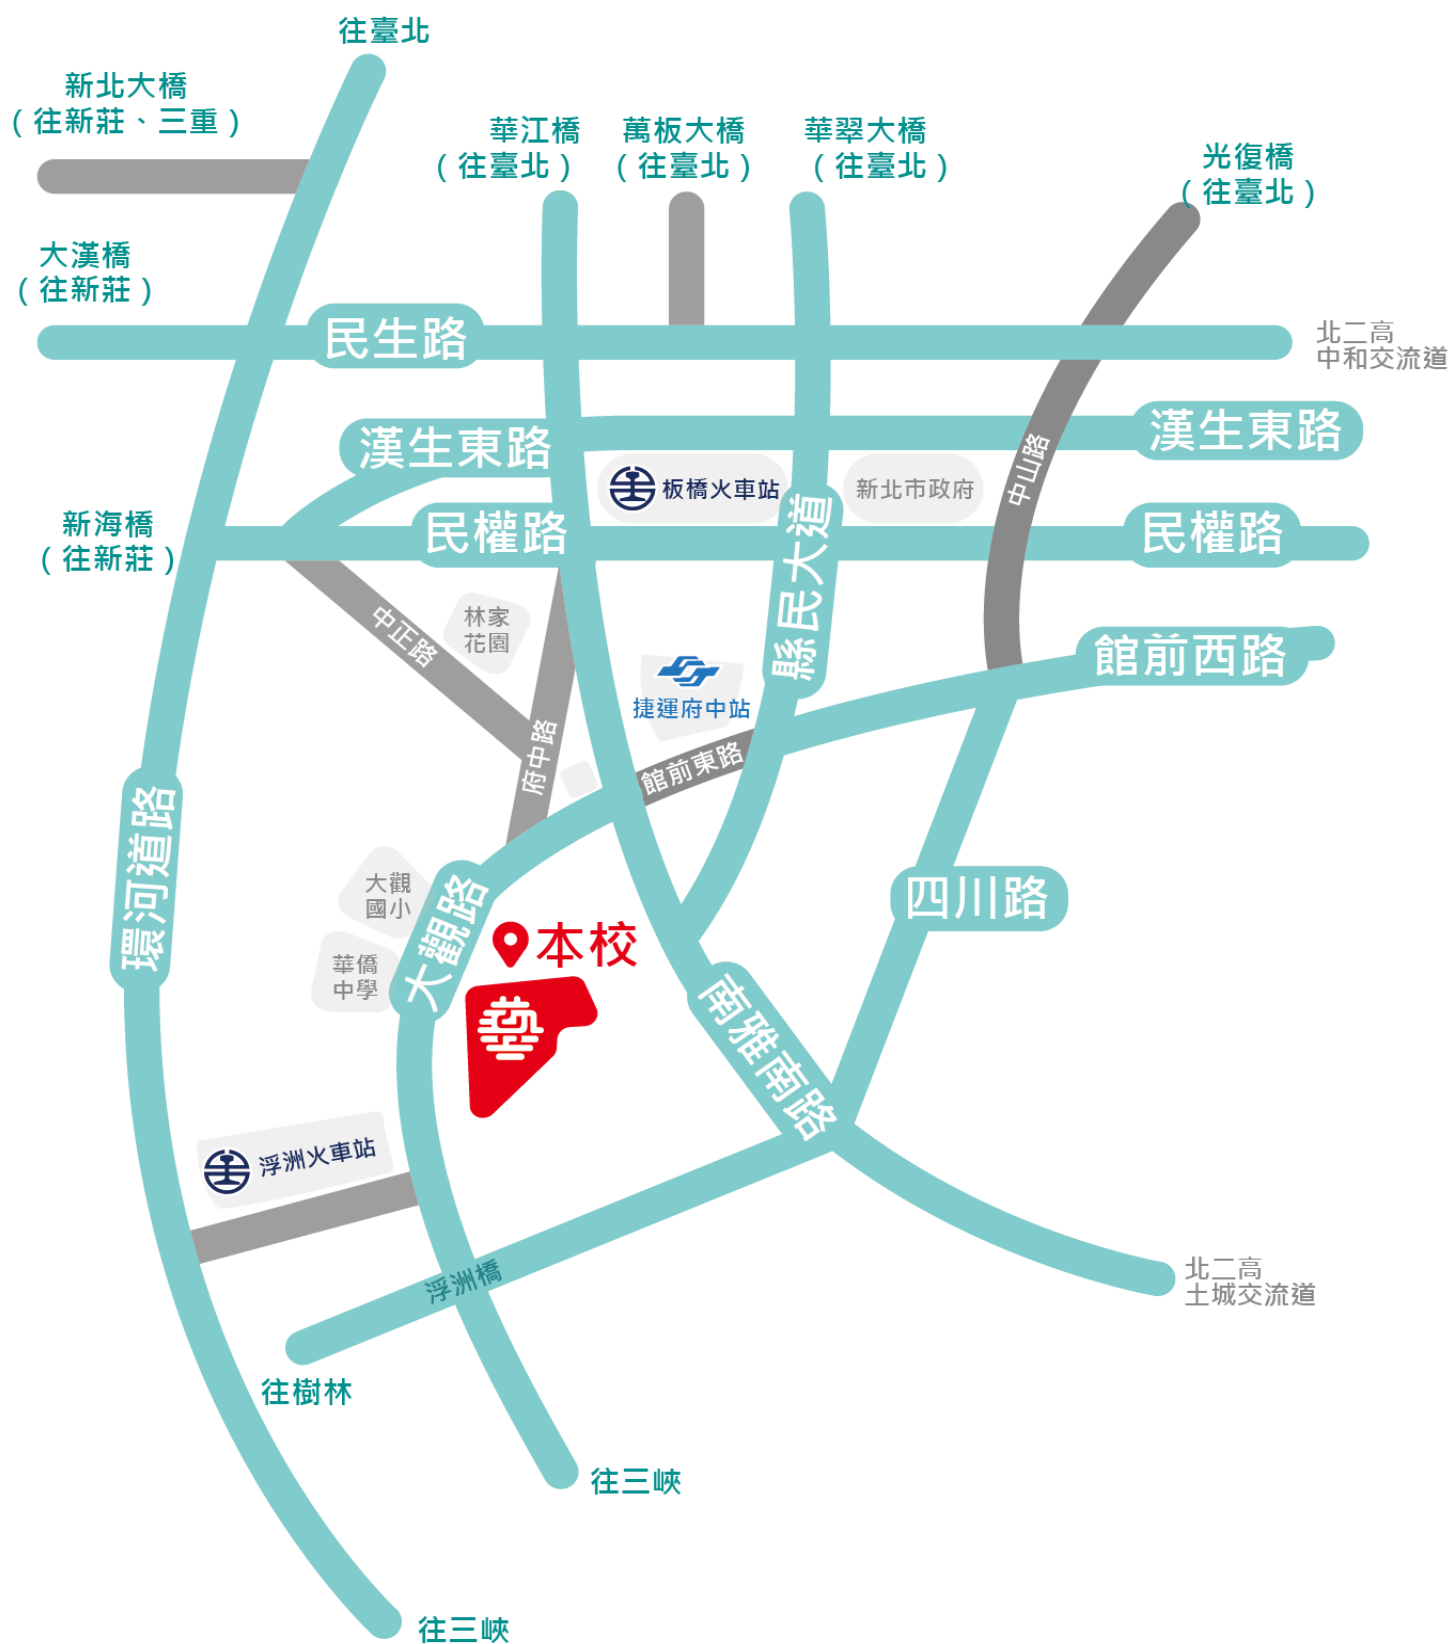 往臺北
新北大橋
(往新莊、三重)
華江橋
(往臺北)
萬板大橋
(往臺北)
華翠大橋
(往臺北)
光復橋
(往臺北)
大漢橋
(往新莊)
民生路
北二高
中和交流道
漢生東路
漢生東路
中山路
板橋火車站
新北市政府
新海橋
(往新莊)
民權路
民權路
縣民大道
林家
花園
中正路
館前西路
捷運府中站
府中路
館前東路
環河道路
大觀
國小
大觀路
四川路
本校
華僑
中學
藝
南雅南路
浮洲火車站
浮洲橋
北二高
土城交流道
往樹林
往三峽
往三峽